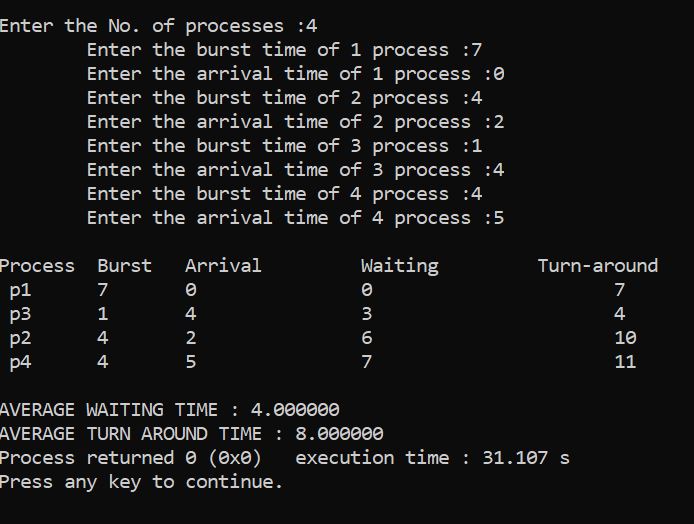 Enter the No. of processes :4
Enter the burst time of 1 process :7
Enter the arrival time of 1 process :0
Enter the burst time of 2 process :4
Enter the arrival time of 2 process :2
Enter the burst time of 3 process :1
Enter the arrival time of 3 process :4
Enter the burst time of 4 process :4
Enter the arrival time of 4 process :5
Process Burst Arrival Waiting Turn-around
p1 7 0 0 7
p3 1 4 3 4
p2 4 2 6 10
p4 4 5 7 11
AVERAGE WAITING TIME : 4.000000
AVERAGE TURN AROUND TIME : 8.000000
Process returned 0 (0x0) execution time : 31.107 s
Press any key to continue.